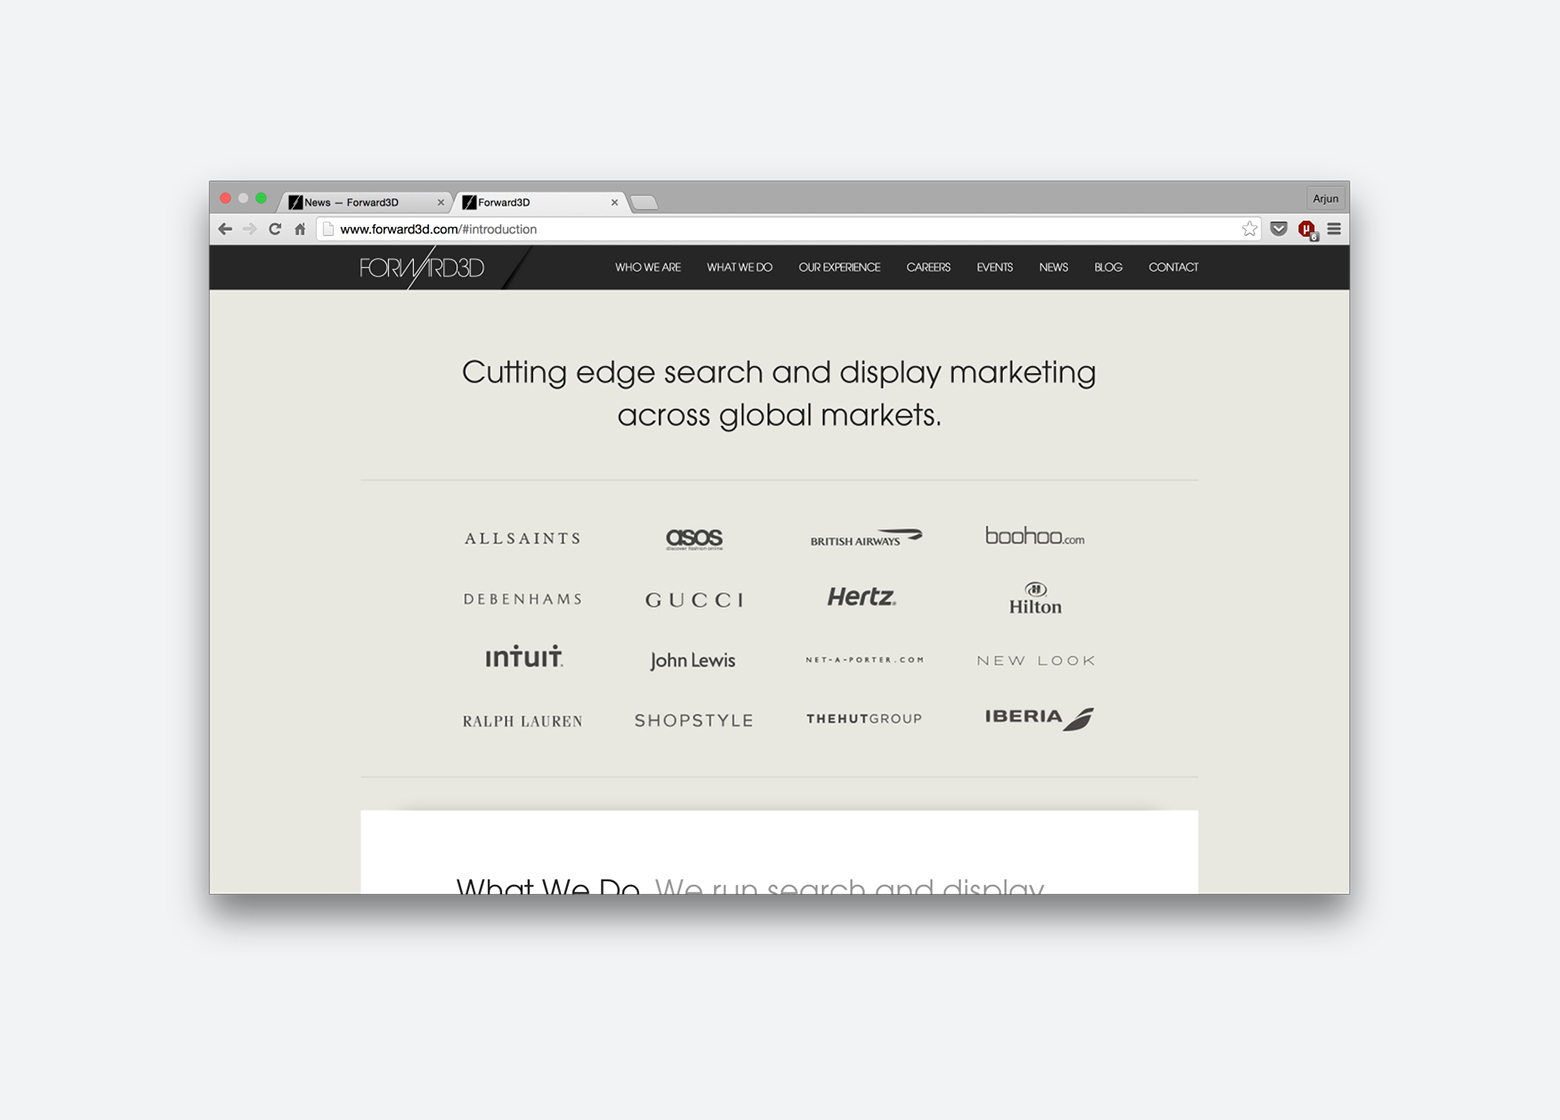 News — Forward3D
Forward3D
Arjun
www.forward3d.com/#introduction
FORWARD3D
WHO WE ARE
WHAT WE DO
OUR EXPERIENCE
CAREERS
EVENTS
NEWS
BLOG
CONTACT
Cutting edge search and display marketing
across global markets.
ALLSAINTS
asos
discover fashion online
BRITISH AIRWAYS
boohoo.com
DEBENHAMS
GUCCI
Hertz
Hilton
intuit
John Lewis
NET-A-PORTER.COM
NEW LOOK
RALPH LAUREN
SHOPSTYLE
THEHUTGROUP
IBERIA
What We Do We run search and display